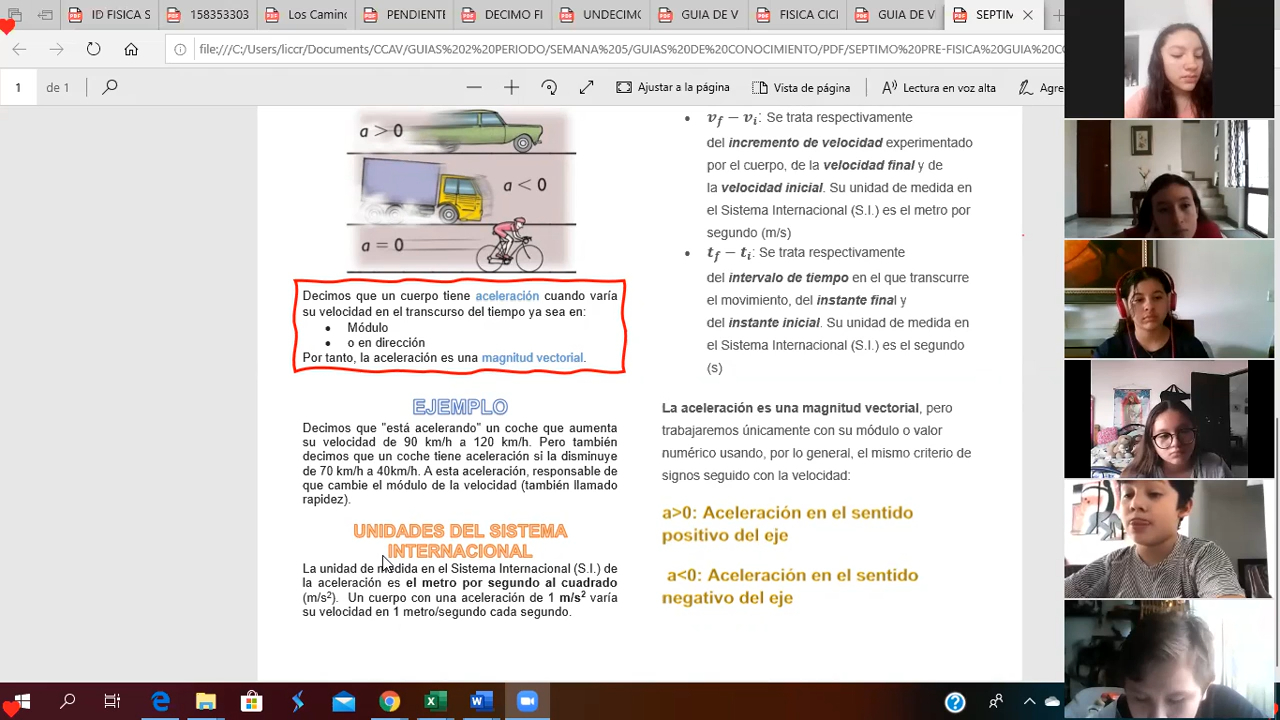 ID FISICA S
158353303
Los Camino
PENDIENTE
DECIMO FI
UNDECIMO
GUIA DE V
FISICA CICI
GUIA DE V
SEPTIM
file:///C:/Users/liccr/Documents/CCAV/GUIAS%202%20PERIODO/SEMANA%205/GUIAS%20DE%20CONOCIMIENTO/PDF/SEPTIMO%20PRE-FISICA%20GUIA%20CO
1 de 1
Ajustar a la página
Vista de página
Lectura en voz alta
Agre
a > 0
a < 0
a = 0
Decimos que un cuerpo tiene aceleración cuando varía
su velocidad en el transcurso del tiempo ya sea en:
• Módulo
• o en dirección
Por tanto, la aceleración es una magnitud vectorial.
EJEMPLO
Decimos que "está acelerando" un coche que aumenta
su velocidad de 90 km/h a 120 km/h. Pero también
decimos que un coche tiene aceleración si la disminuye
de 70 km/h a 40km/h. A esta aceleración, responsable de
que cambie el módulo de la velocidad (también llamado
rapidez).
UNIDADES DEL SISTEMA
INTERNACIONAL
La unidad de medida en el Sistema Internacional (S.I.) de
la aceleración es el metro por segundo al cuadrado
(m/s²). Un cuerpo con una aceleración de 1 m/s² varía
su velocidad en 1 metro/segundo cada segundo.
• vf − vi: Se trata respectivamente
del incremento de velocidad experimentado
por el cuerpo, de la velocidad final y de
la velocidad inicial. Su unidad de medida en
el Sistema Internacional (S.I.) es el metro por
segundo (m/s)
• tf − ti: Se trata respectivamente
del intervalo de tiempo en el que transcurre
el movimiento, del instante final y
del instante inicial. Su unidad de medida en
el Sistema Internacional (S.I.) es el segundo
(s)
La aceleración es una magnitud vectorial, pero
trabajaremos únicamente con su módulo o valor
numérico usando, por lo general, el mismo criterio de
signos seguido con la velocidad:
a>0: Aceleración en el sentido
positivo del eje
a<0: Aceleración en el sentido
negativo del eje